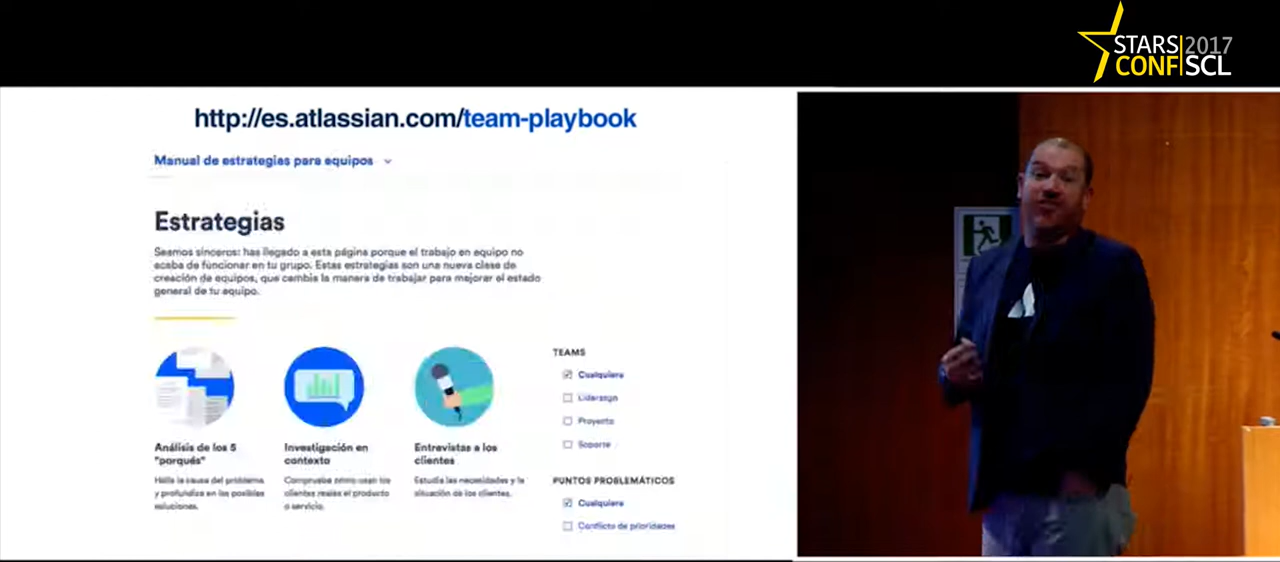 STARS 2017
CONF SCL
http://es.atlassian.com/team-playbook
Manual de estrategias para equipos
Estrategias
Seamos sinceros: has llegado a esta página porque el trabajo en equipo no
acaba de funcionar en tu grupo. Estas estrategias son una nueva clase de
creación de equipos, que cambia la manera de trabajar para mejorar el estado
general de tu equipo.
Análisis de los 5
"porqués"
Halla la causa del problema
y profundiza en las posibles
soluciones.
Investigación en
contexto
Comprueba cómo usan los
clientes reales el producto
o servicio.
Entrevistas a los
clientes
Estudia las necesidades y la
situación de los clientes.
TEAMS
Cualquiera
Liderazgo
Proyecto
Soporte
PUNTOS PROBLEMÁTICOS
Cualquiera
Conflicto de prioridades